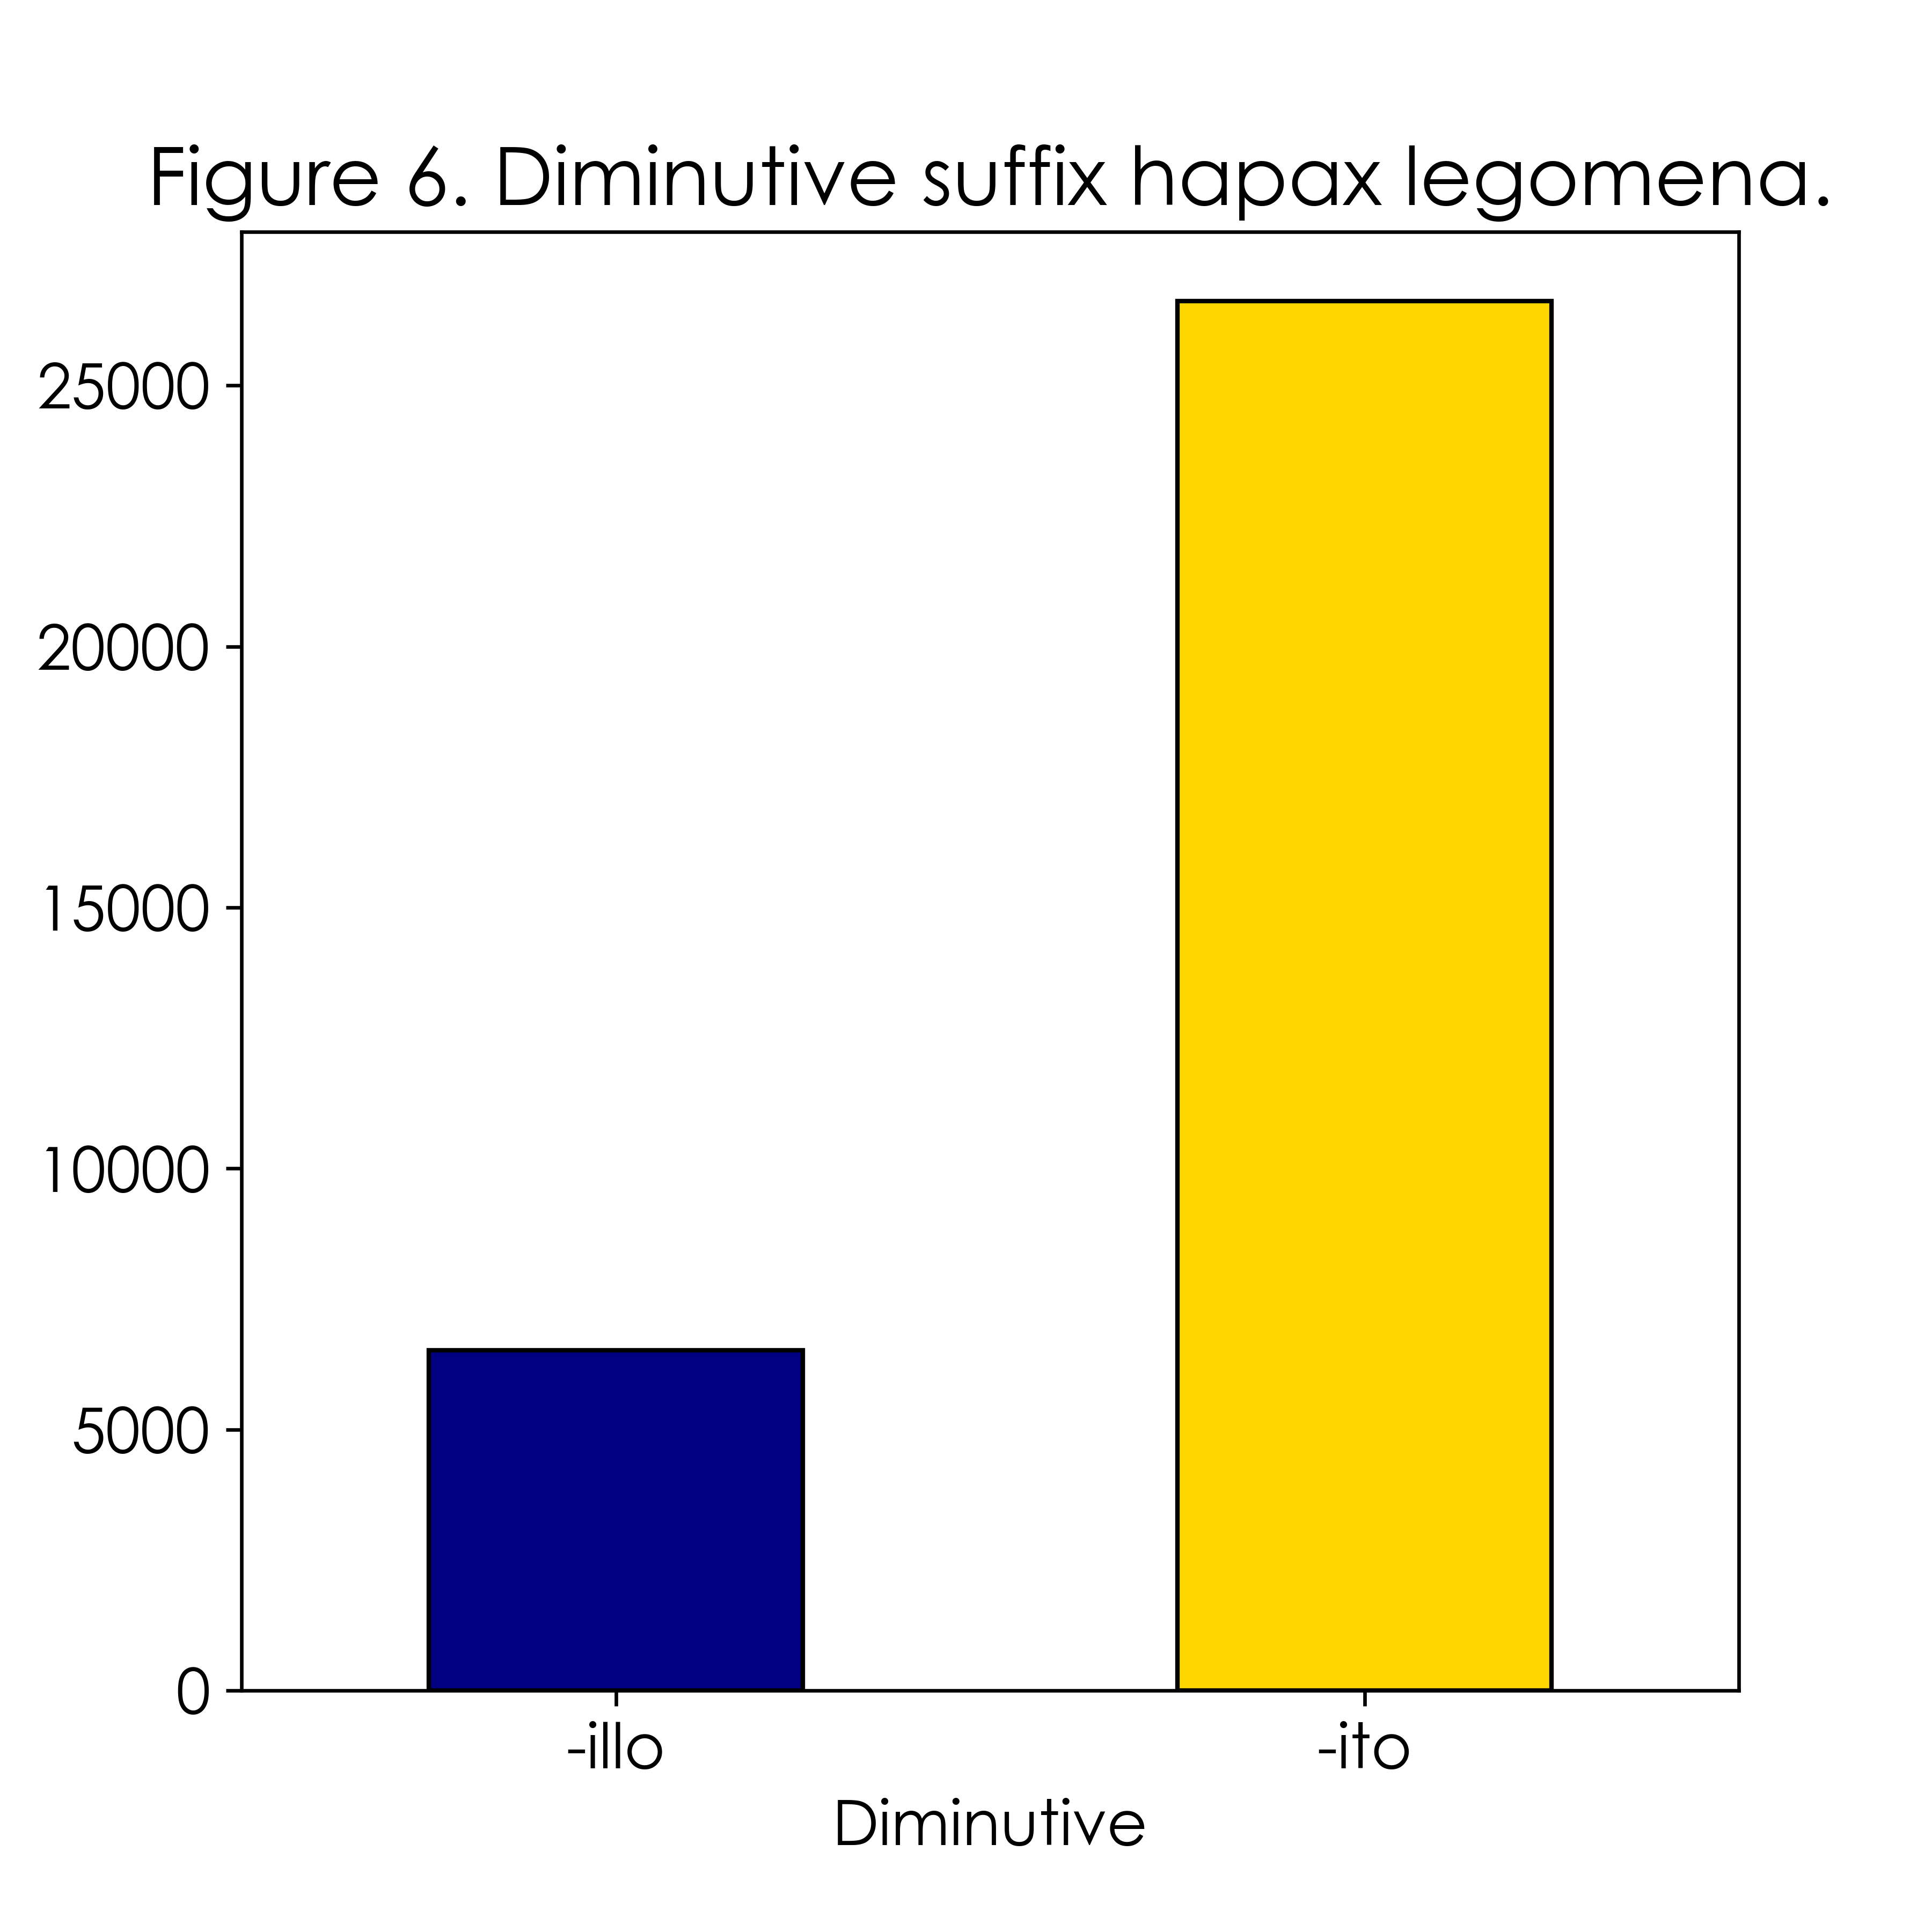 Figure 6. Diminutive suffix hapax legomena.
25000
20000
15000
10000
5000
0
-illo
-ito
Diminutive